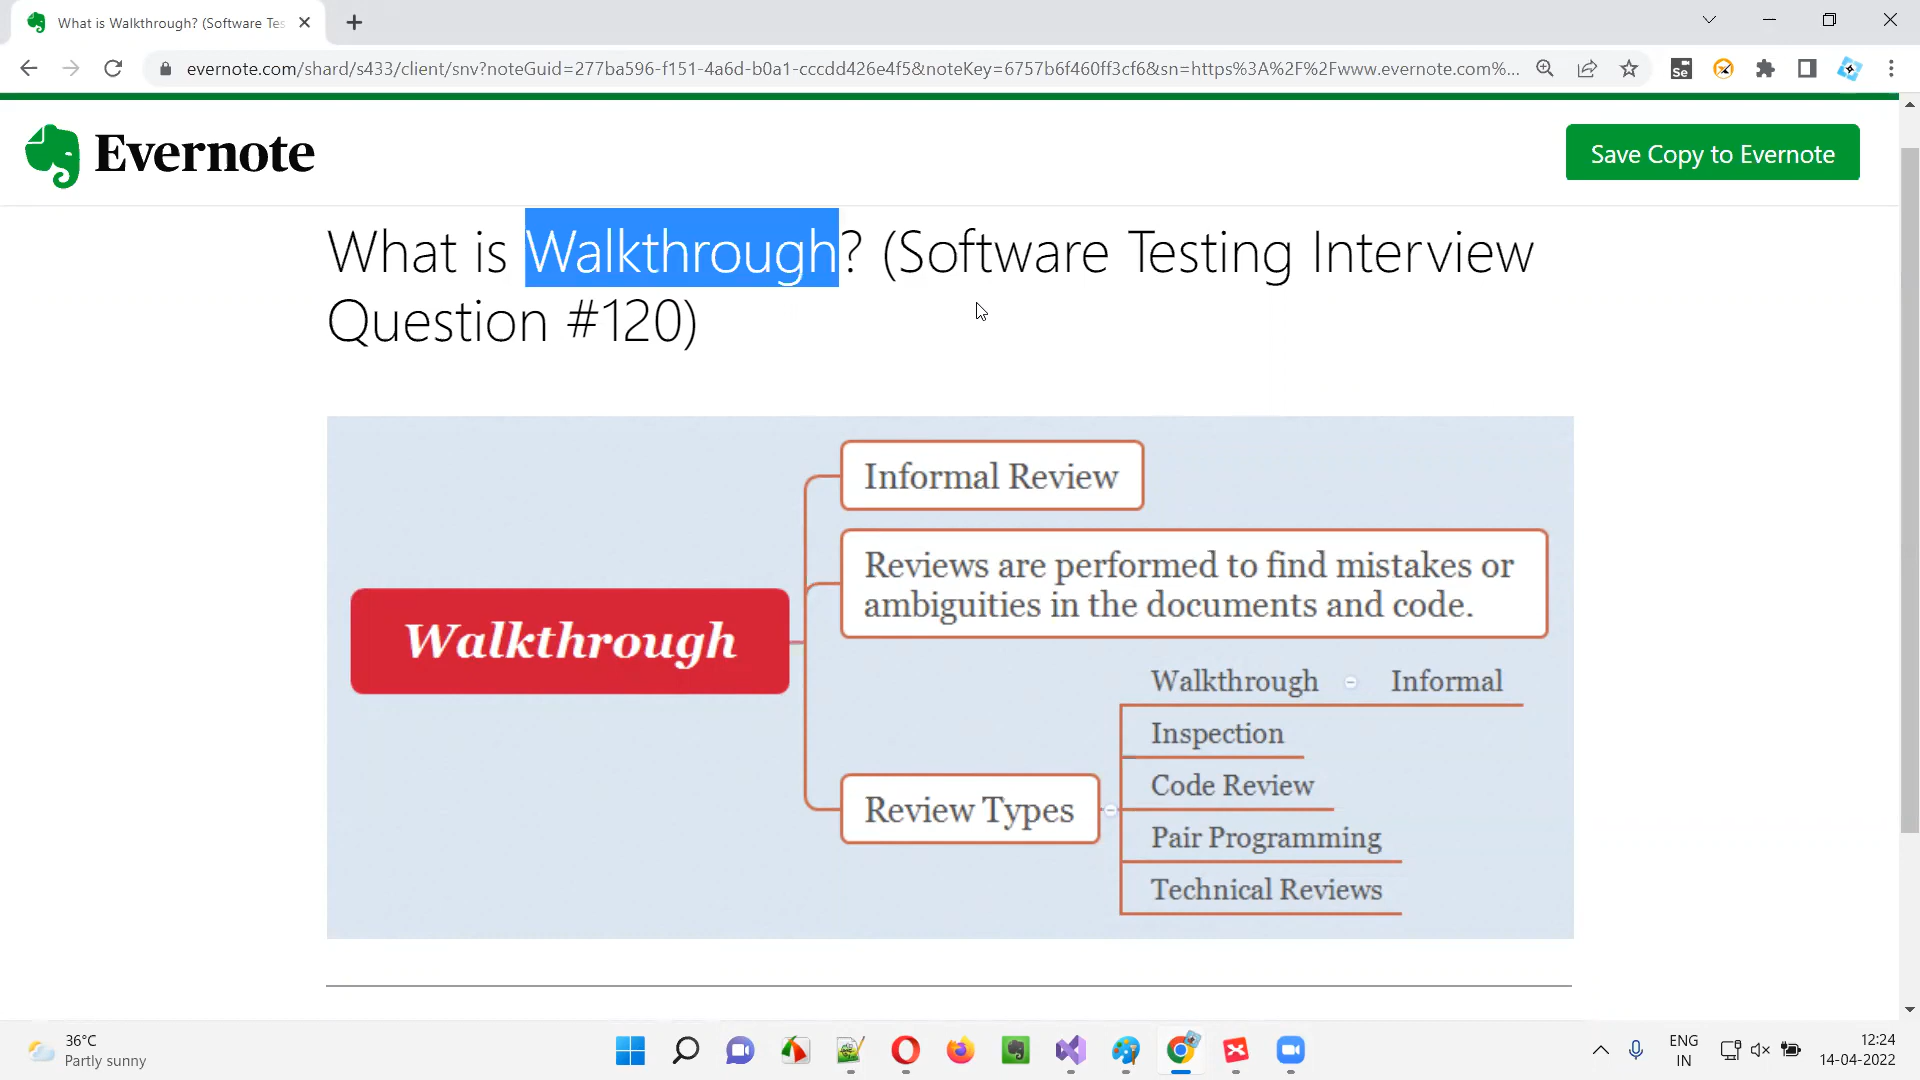 What is Walkthrough? (Software Tes
evernote.com/shard/s433/client/snv?noteGuid=277ba596-f151-4a6d-b0a1-cccdd426e4f5&noteKey=6757b6f460ff3cf6&sn=https%3A%2F%2Fwww.evernote.com%...
Se
Evernote
Save Copy to Evernote
What is Walkthrough? (Software Testing Interview
Question #120)
Informal Review
Reviews are performed to find mistakes or
ambiguities in the documents and code.
Walkthrough
Walkthrough
Informal
Inspection
Code Review
Review Types
Pair Programming
Technical Reviews
36°C
Partly sunny
ENG
IN
12:24
14-04-2022